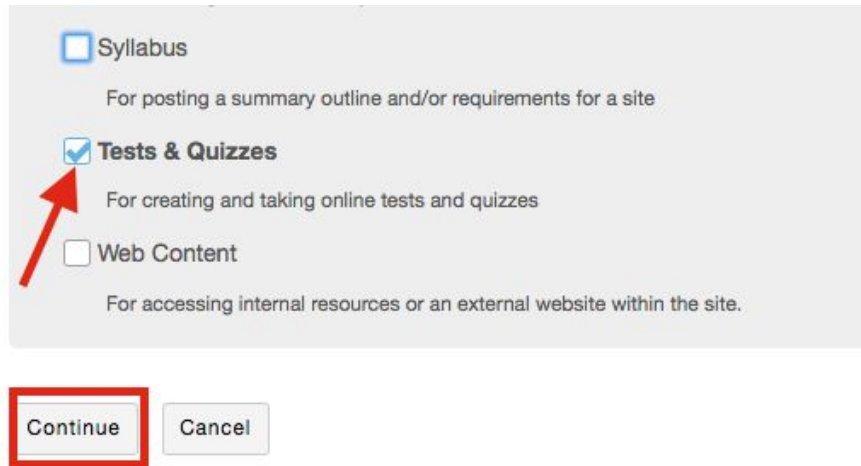 Syllabus
For posting a summary outline and/or requirements for a site
Tests & Quizzes
For creating and taking online tests and quizzes
Web Content
For accessing internal resources or an external website within the site.
Continue Cancel